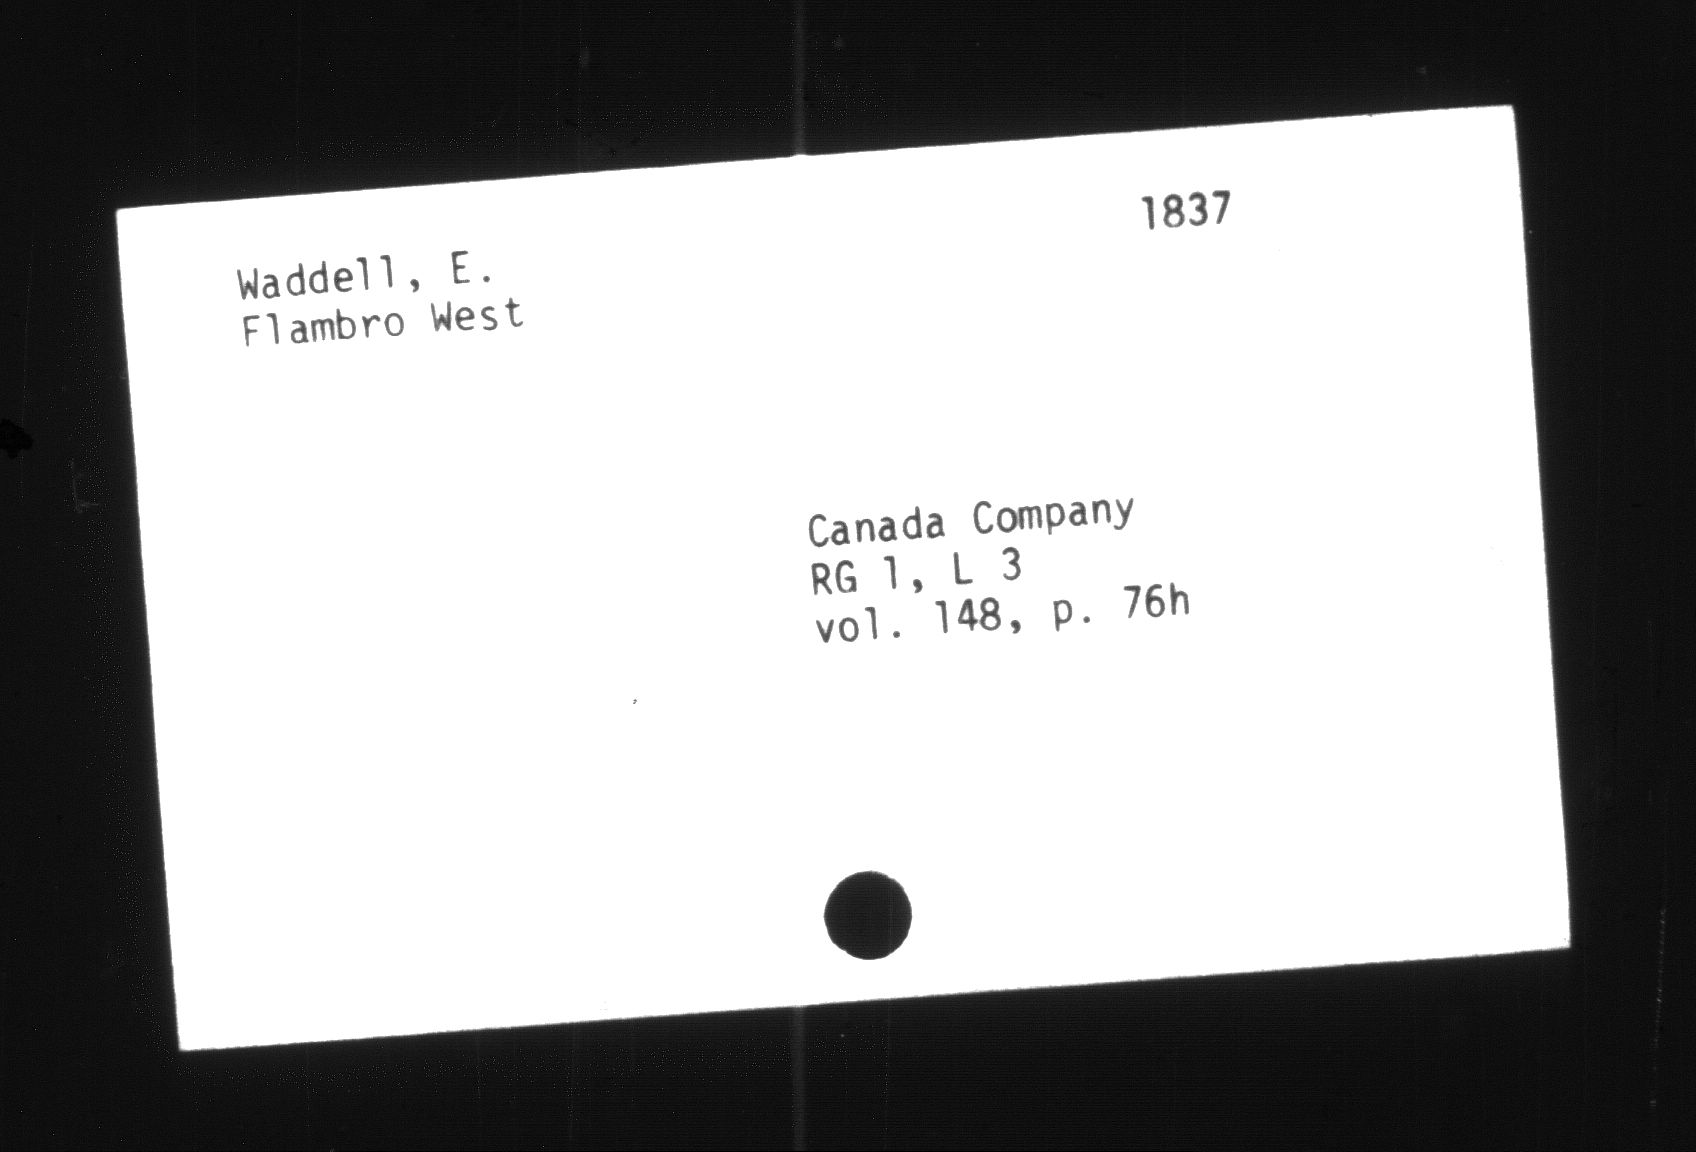 1837
Waddell, E.
Flambro West
Canada Company
RG 1, L 3
vol. 148, p. 76h